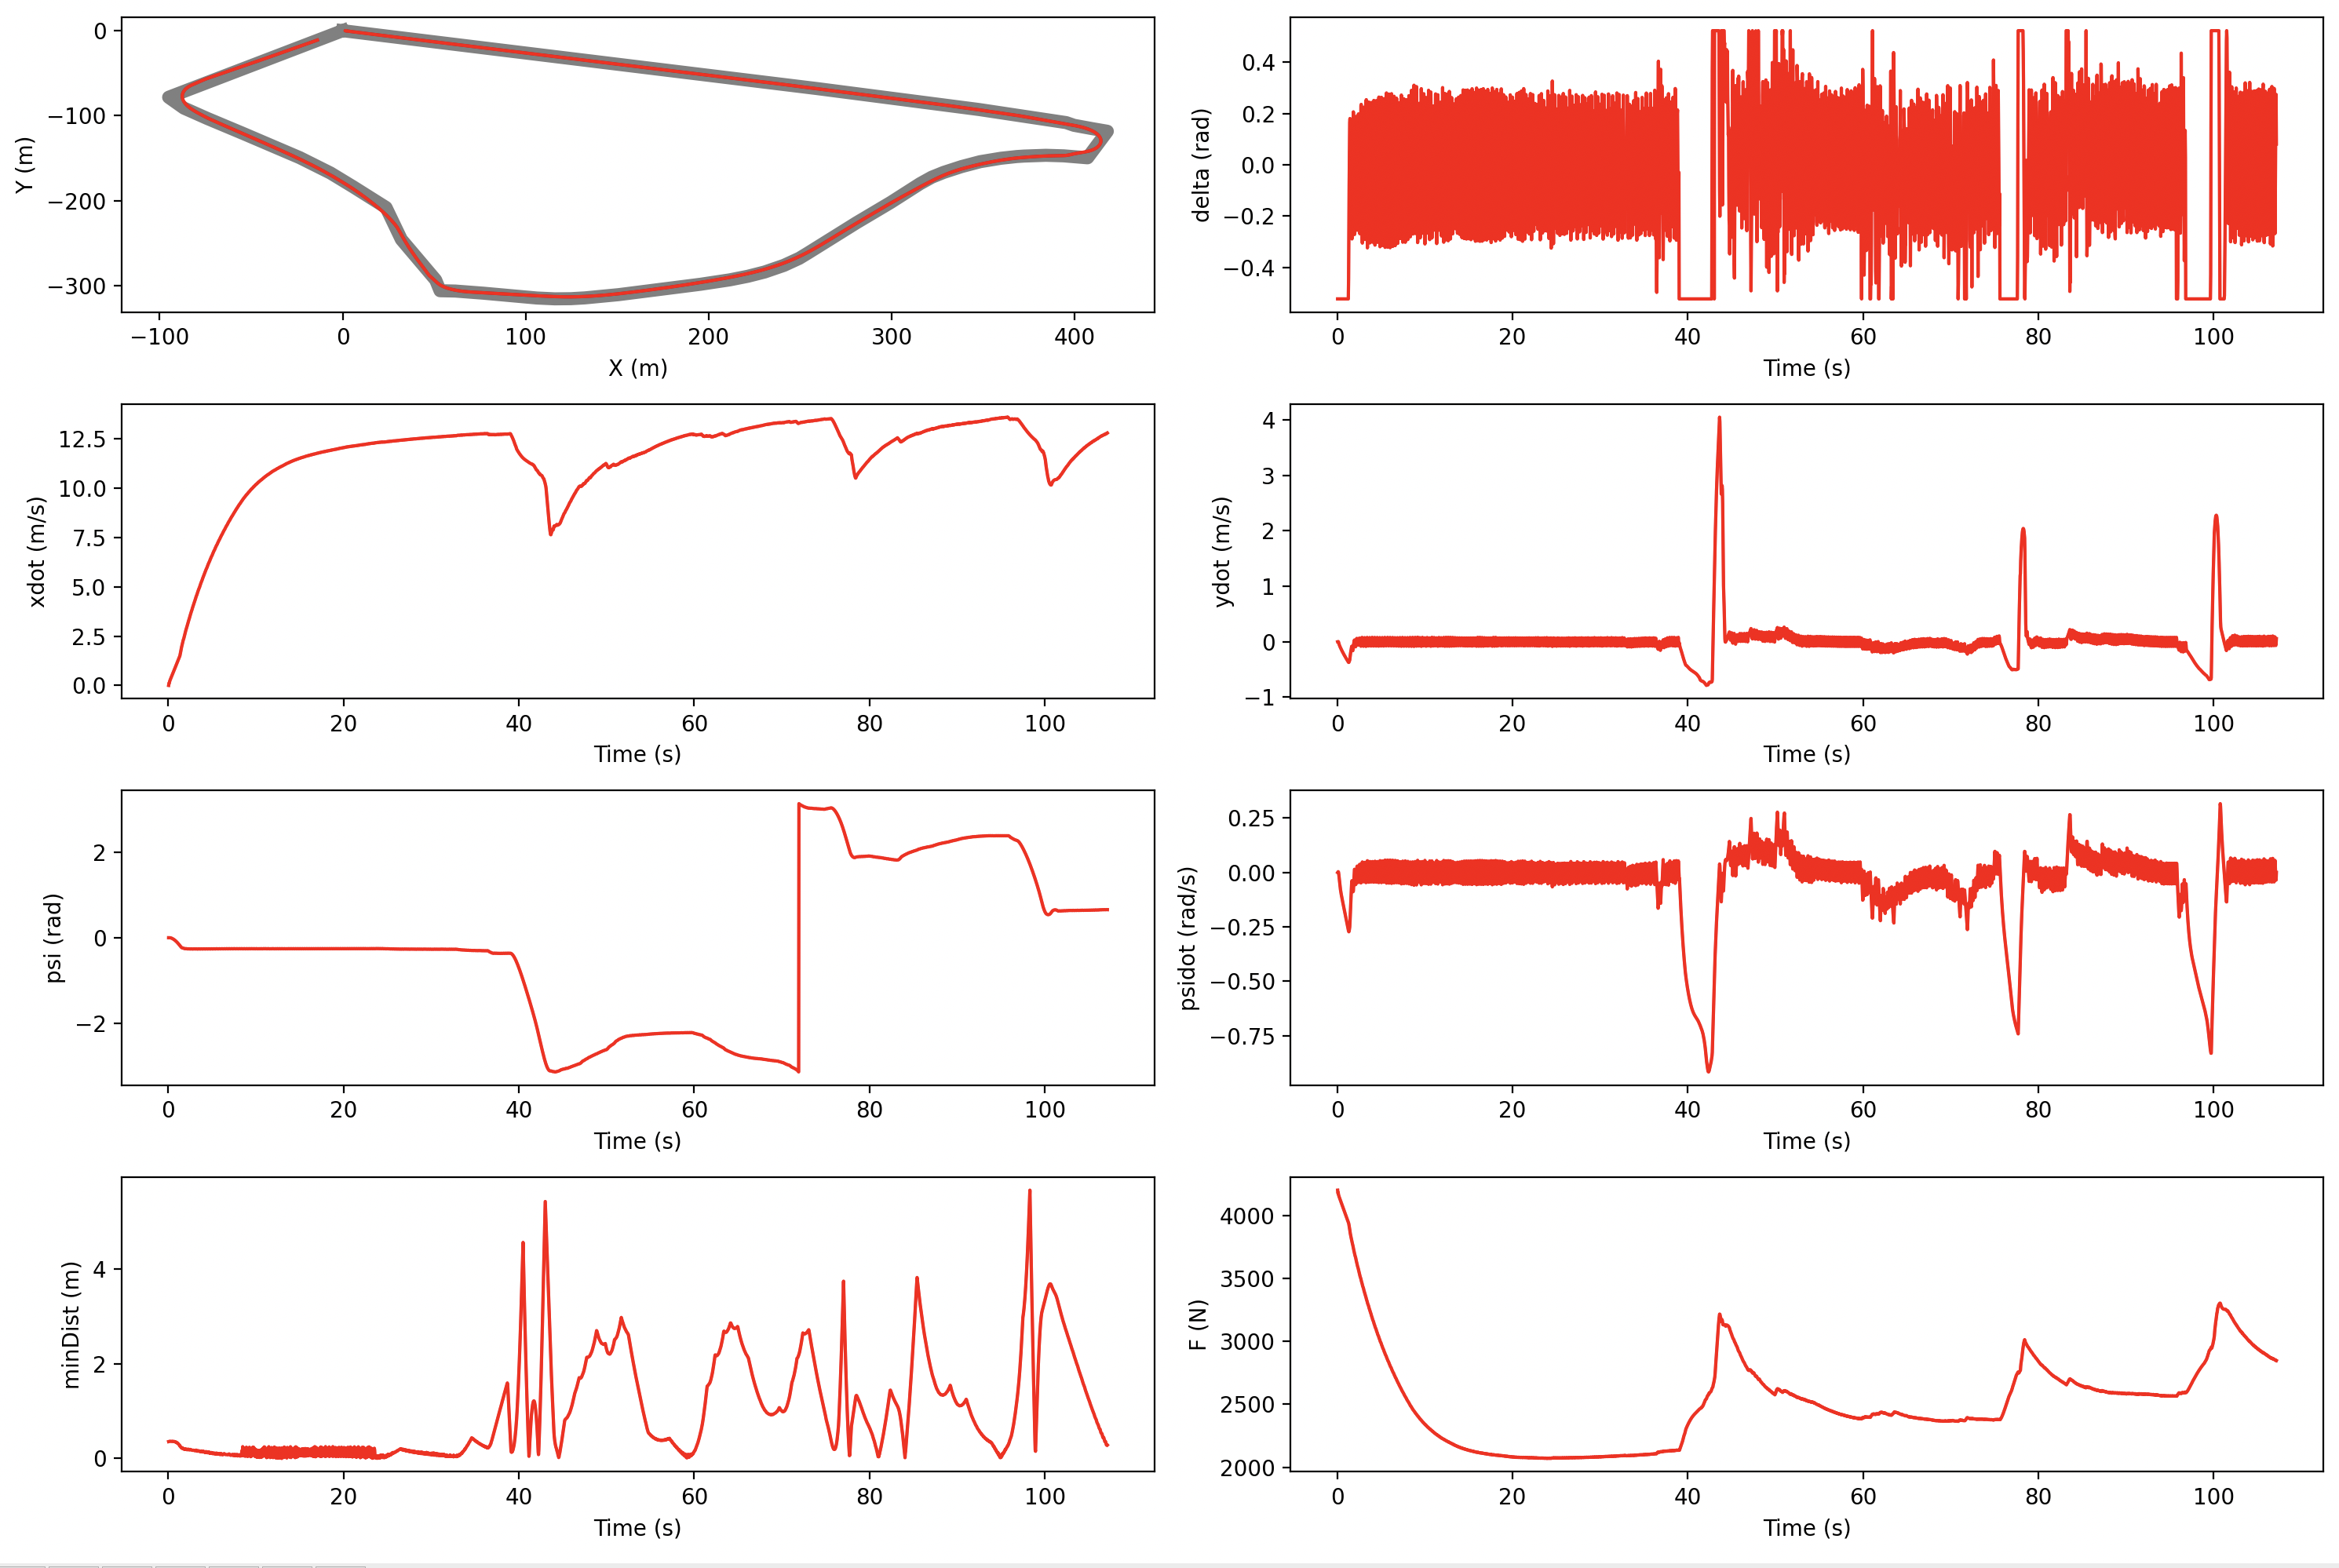 0
−100
−200
−300
Y (m)
−100 0 100 200 300 400
X (m)
0.4
0.2
0.0
−0.2
−0.4
delta (rad)
0 20 40 60 80 100
Time (s)
12.5
10.0
7.5
5.0
2.5
0.0
xdot (m/s)
0 20 40 60 80 100
Time (s)
4
3
2
1
0
−1
ydot (m/s)
0 20 40 60 80 100
Time (s)
2
0
−2
psi (rad)
0 20 40 60 80 100
Time (s)
0.25
0.00
−0.25
−0.50
−0.75
psidot (rad/s)
0 20 40 60 80 100
Time (s)
4
2
0
minDist (m)
0 20 40 60 80 100
Time (s)
4000
3500
3000
2500
2000
F (N)
0 20 40 60 80 100
Time (s)